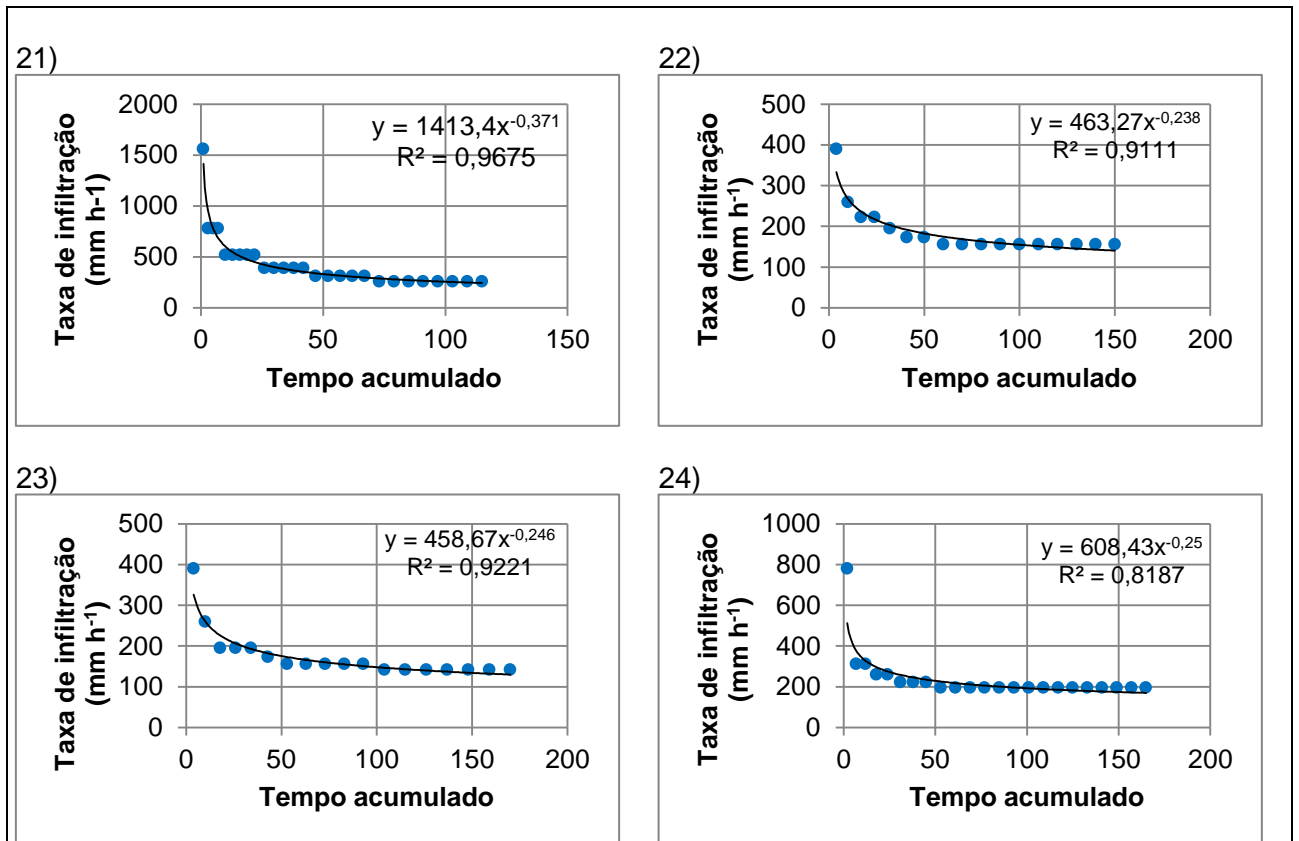 21)
2000
1500
1000
500
0
0 50 100 150
Taxa de infiltração
(mm h-1)
Tempo acumulado
y = 1413,4x^-0,371
R² = 0,9675
22)
500
400
300
200
100
0
0 50 100 150 200
Taxa de infiltração
(mm h⁻¹)
Tempo acumulado
y = 463,27x^-0,238
R² = 0,9111
23)
500
400
300
200
100
0
0 50 100 150 200
Taxa de infiltração
(mm h⁻¹)
Tempo acumulado
y = 458,67x^-0,246
R² = 0,9221
24)
1000
800
600
400
200
0
0 50 100 150 200
Taxa de infiltração
(mm h⁻¹)
Tempo acumulado
y = 608,43x^-0,25
R² = 0,8187